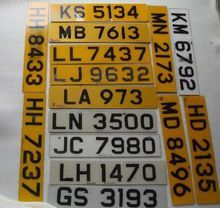 KS 5134
MB 7613
LL 7437
LJ 9632
LA 973
LN 3500
JC 7980
LH 1470
GS 3193
HH 8433
HH 7237
MN 2173
KM 6792
MD 8496
HD 2135